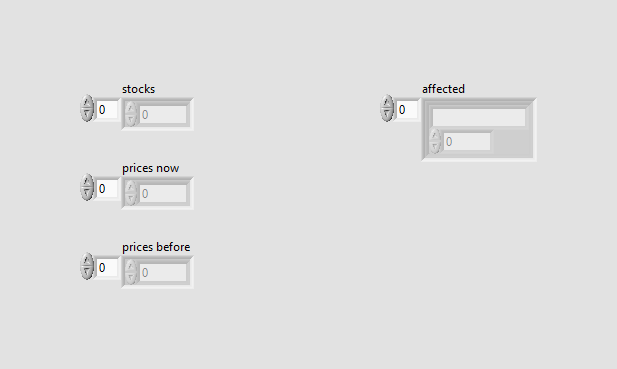 stocks
0 0
prices now
0 0
prices before
0 0
affected
0
0